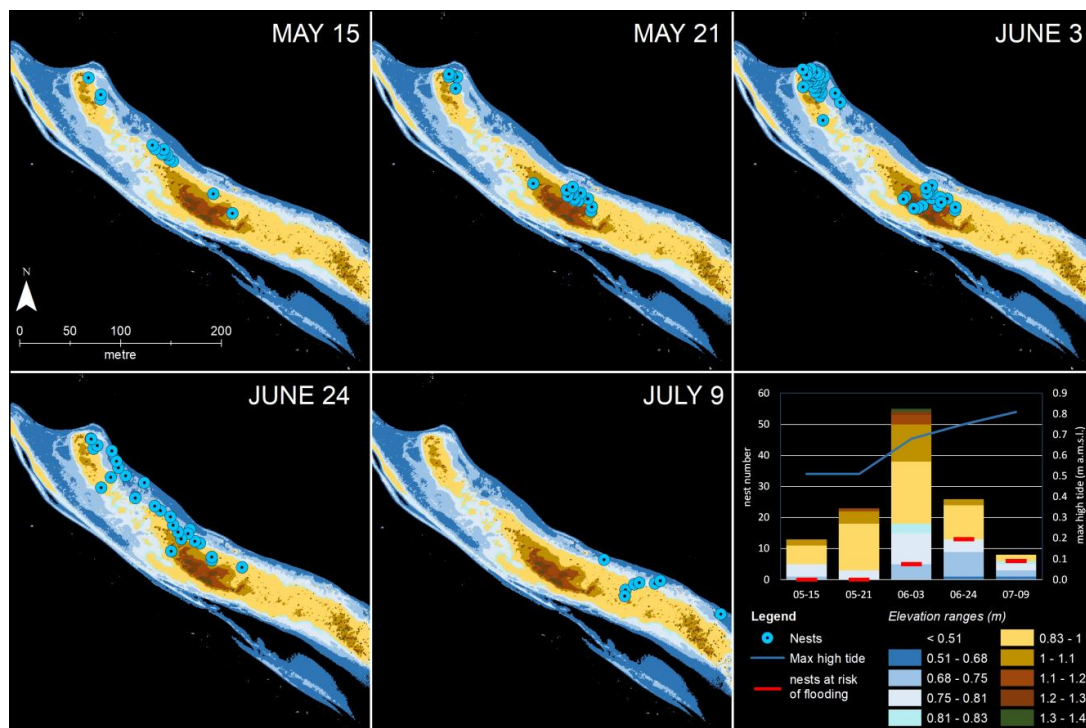 MAY 15
MAY 21
JUNE 3
N
0 50 100 200
metre
JUNE 24
JULY 9
60
50
40
30
20
10
0
nest number
0.9
0.8
0.7
0.6
0.5
0.4
0.3
0.2
0.1
0.0
max high tide (m a.m.s.l.)
05-15 05-21 06-03 06-24 07-09
Legend
Nests
Max high tide
nests at risk
of flooding
Elevation ranges (m)
< 0.51
0.51 - 0.68
0.68 - 0.75
0.75 - 0.81
0.81 - 0.83
0.83 - 1
1 - 1.1
1.1 - 1.2
1.2 - 1.3
1.3 - 1.4